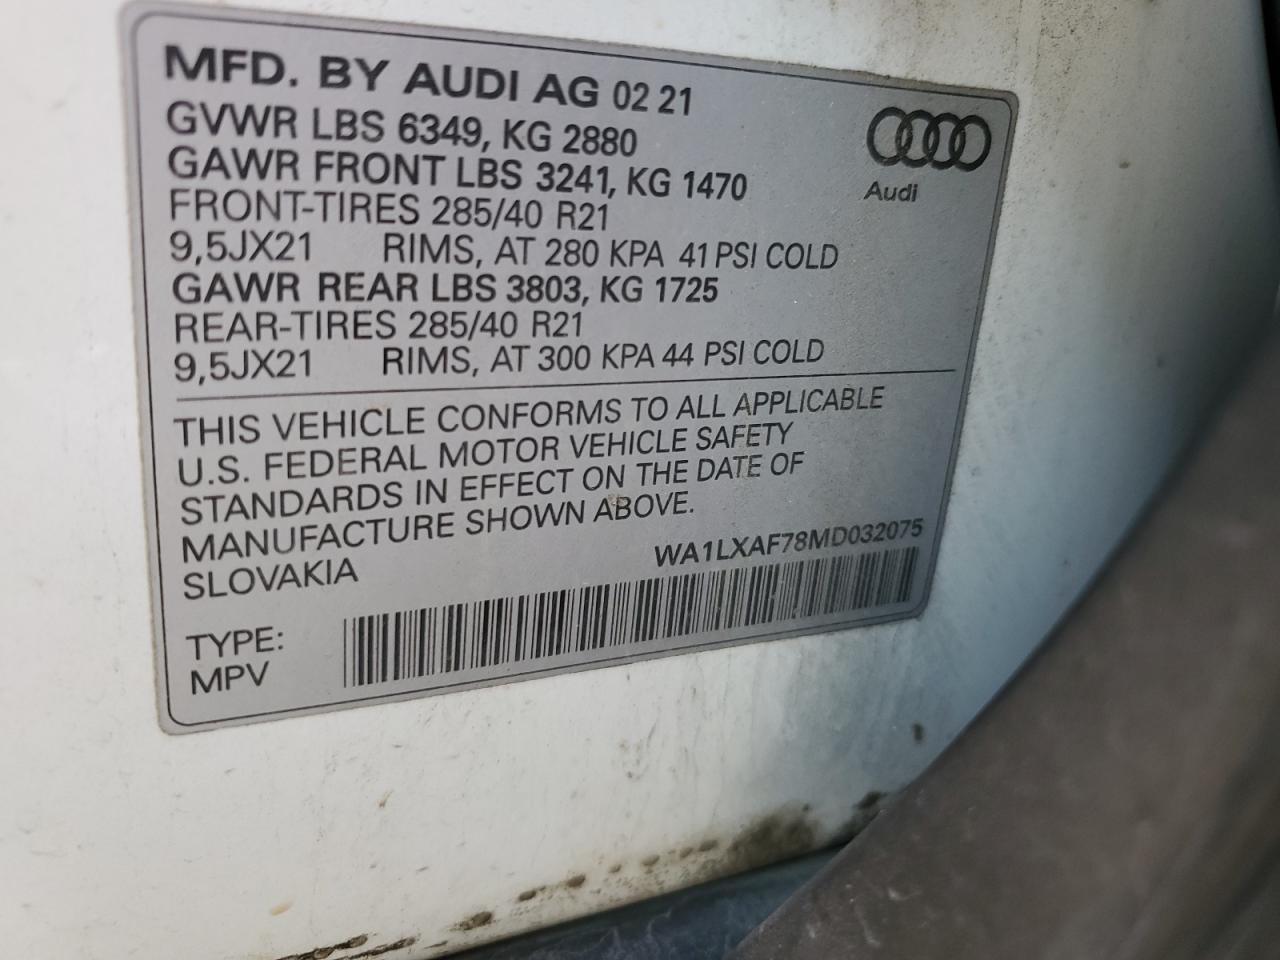 MFD. BY AUDI AG 02 21
GVWR LBS 6349, KG 2880
GAWR FRONT LBS 3241, KG 1470
FRONT-TIRES 285/40 R21
9,5JX21 RIMS, AT 280 KPA 41 PSI COLD
GAWR REAR LBS 3803, KG 1725
REAR-TIRES 285/40 R21
9,5JX21 RIMS, AT 300 KPA 44 PSI COLD
Audi
THIS VEHICLE CONFORMS TO ALL APPLICABLE
U.S. FEDERAL MOTOR VEHICLE SAFETY
STANDARDS IN EFFECT ON THE DATE OF
MANUFACTURE SHOWN ABOVE.
SLOVAKIA
WA1LXAF78MD032075
TYPE:
MPV